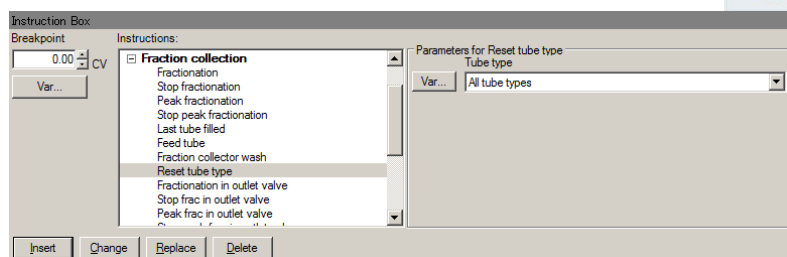 Instruction Box
Breakpoint
Instructions:
0.00 CV
Var...
Fraction collection
Fractionation
Stop fractionation
Peak fractionation
Stop peak fractionation
Last tube filled
Feed tube
Fraction collector wash
Reset tube type
Fractionation in outlet valve
Stop frac in outlet valve
Peak frac in outlet valve
Parameters for Reset tube type
Tube type
Var... All tube types
Insert Change Replace Delete